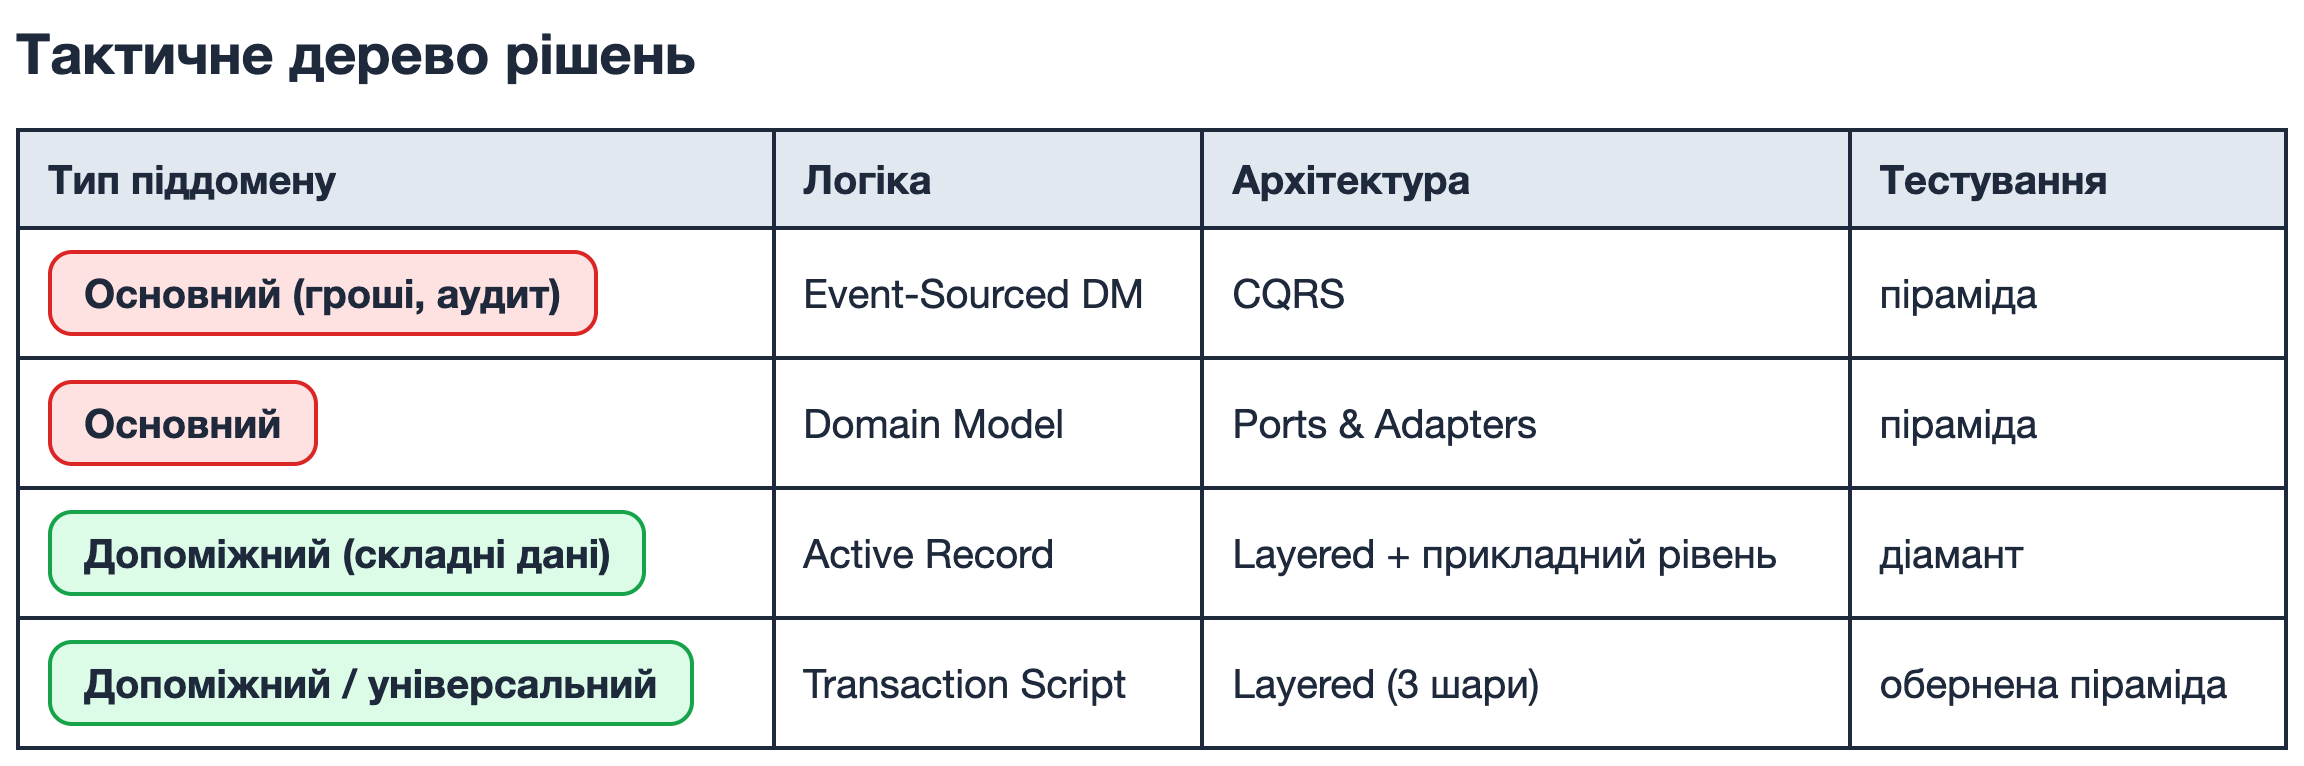 Тактичне дерево рішень
Тип піддомену Логіка Архітектура Тестування
Основний (гроші, аудит) Event-Sourced DM CQRS піраміда
Основний Domain Model Ports & Adapters піраміда
Допоміжний (складні дані) Active Record Layered + прикладний рівень діамант
Допоміжний / універсальний Transaction Script Layered (3 шари) обернена піраміда